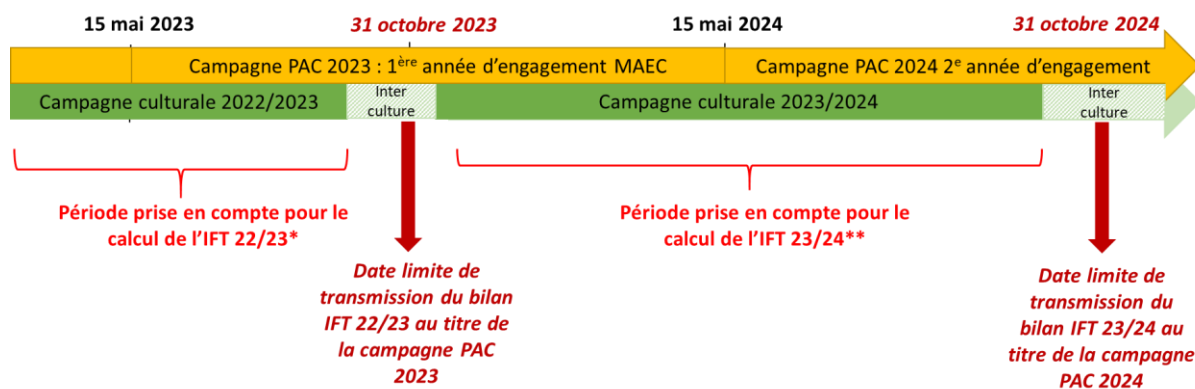 15 mai 2023
31 octobre 2023
15 mai 2024
31 octobre 2024
Campagne PAC 2023 : 1ère année d’engagement MAEC
Campagne PAC 2024 2e année d’engagement
Campagne culturale 2022/2023
Inter
culture
Campagne culturale 2023/2024
Inter
culture
Période prise en compte pour le
calcul de l’IFT 22/23*
Période prise en compte pour le
calcul de l’IFT 23/24**
Date limite de
transmission du bilan
IFT 22/23 au titre de
la campagne PAC
2023
Date limite de
transmission du
bilan IFT 23/24 au
titre de la campagne
PAC 2024